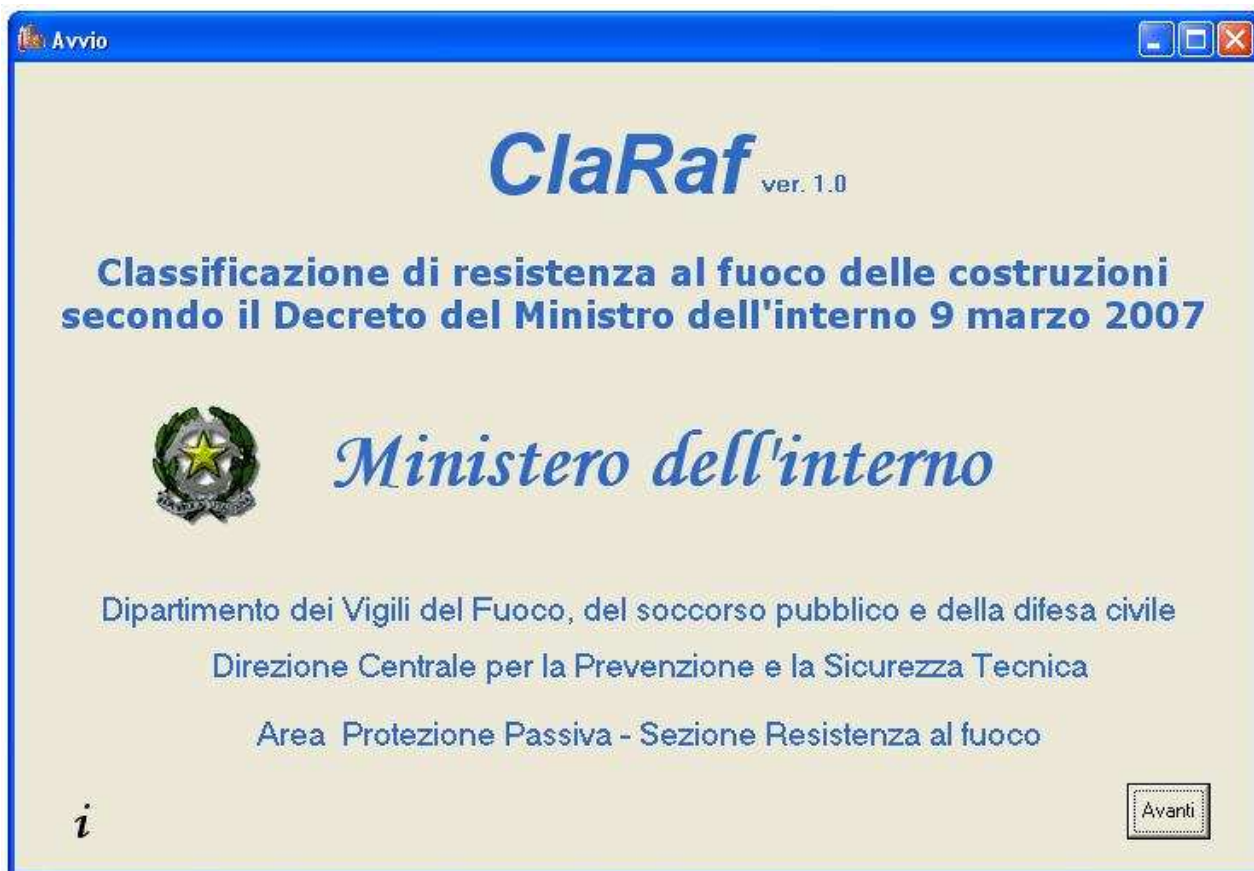 Avvio
ClaRaf ver. 1.0
Classificazione di resistenza al fuoco delle costruzioni
secondo il Decreto del Ministro dell'interno 9 marzo 2007
Ministero dell'interno
Dipartimento dei Vigili del Fuoco, del soccorso pubblico e della difesa civile
Direzione Centrale per la Prevenzione e la Sicurezza Tecnica
Area Protezione Passiva - Sezione Resistenza al fuoco
i
Avanti